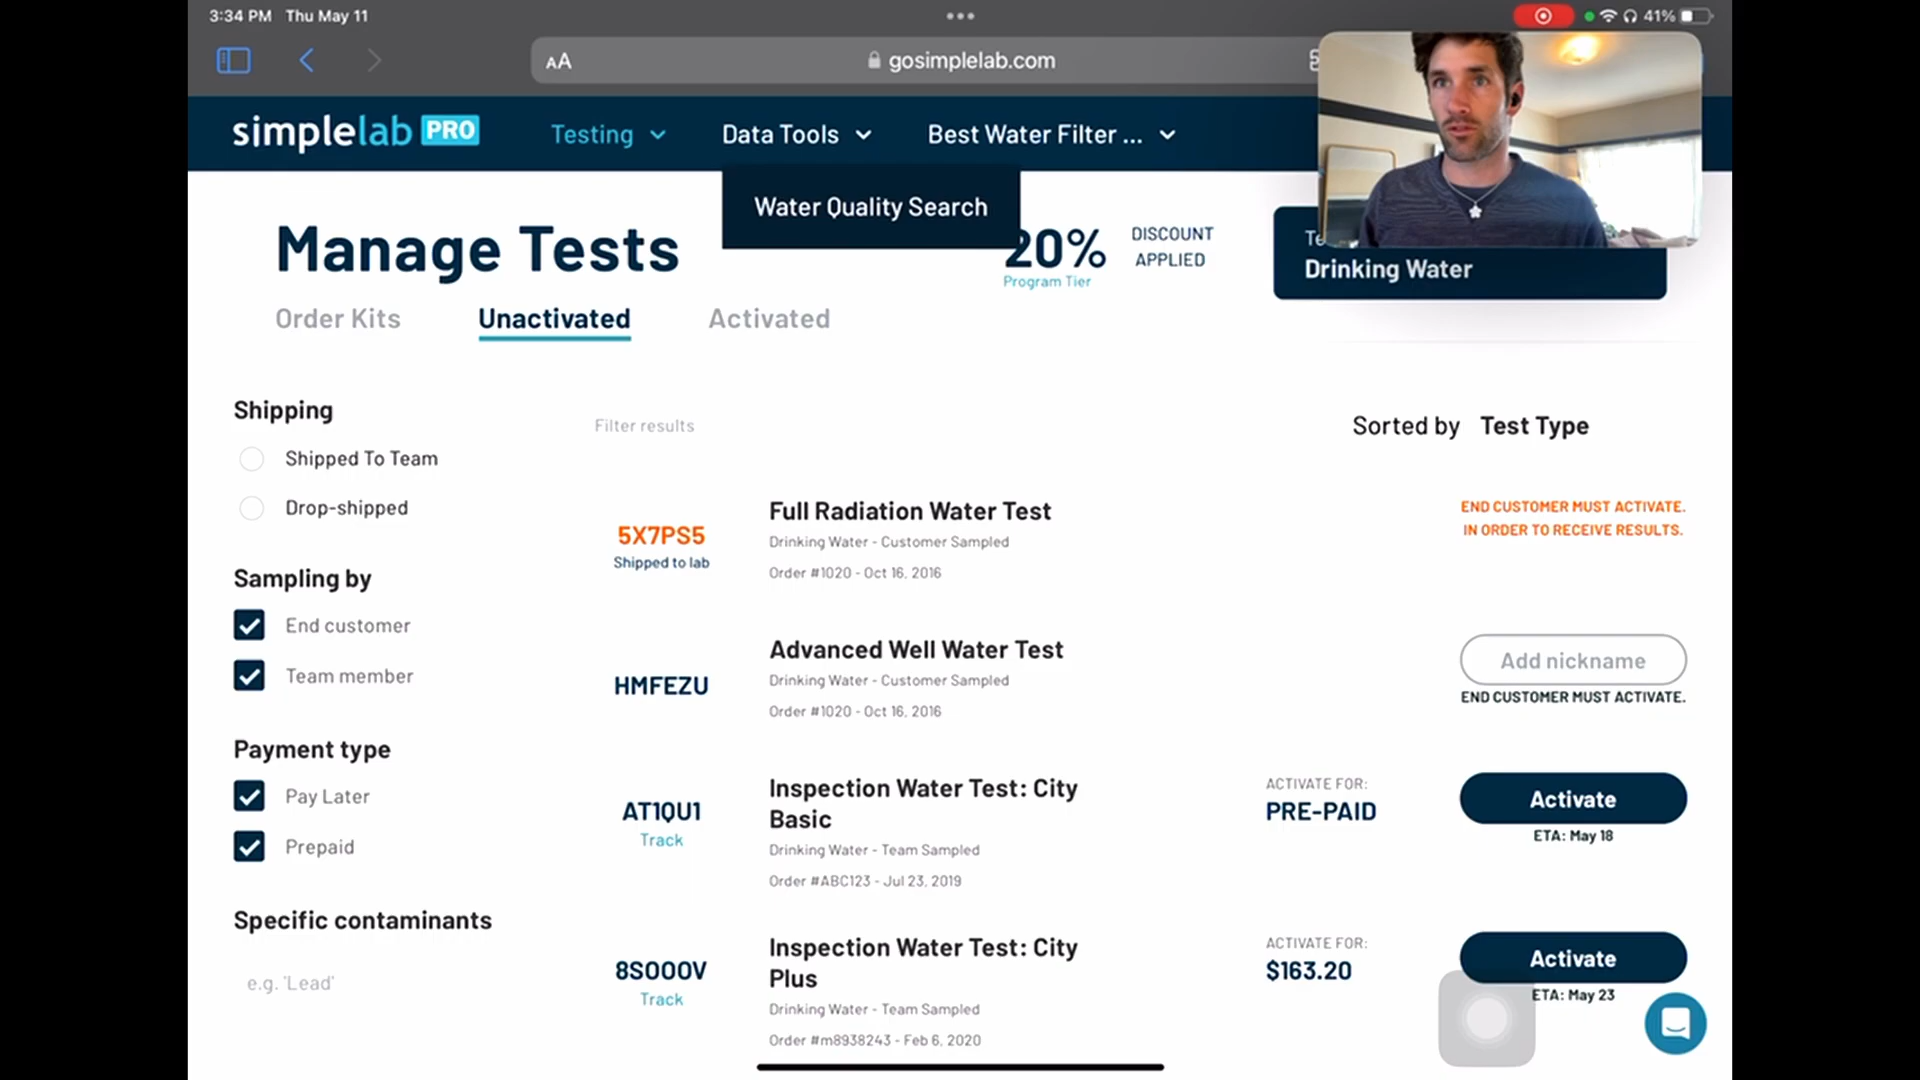 3:34 PM Thu May 11
41%
AA
gosimplelab.com
simplelab PRO
Testing
Data Tools
Best Water Filter ...
Water Quality Search
Manage Tests
20%
Program Tier
DISCOUNT
APPLIED
Te
Drinking Water
Order Kits
Unactivated
Activated
Shipping
Shipped To Team
Drop-shipped
Sampling by
End customer
Team member
Payment type
Pay Later
Prepaid
Specific contaminants
e.g. 'Lead'
Filter results
Sorted by Test Type
5X7PS5
Shipped to lab
Full Radiation Water Test
Drinking Water - Customer Sampled
Order #1020 - Oct 16, 2016
END CUSTOMER MUST ACTIVATE.
IN ORDER TO RECEIVE RESULTS.
HMFEZU
Advanced Well Water Test
Drinking Water - Customer Sampled
Order #1020 - Oct 16, 2016
Add nickname
END CUSTOMER MUST ACTIVATE.
AT1QU1
Track
Inspection Water Test: City
Basic
Drinking Water - Team Sampled
Order #ABC123 - Jul 23, 2019
ACTIVATE FOR:
PRE-PAID
Activate
ETA: May 18
8SOOOV
Track
Inspection Water Test: City
Plus
Drinking Water - Team Sampled
Order #m8938243 - Feb 6, 2020
ACTIVATE FOR:
$163.20
Activate
ETA: May 23